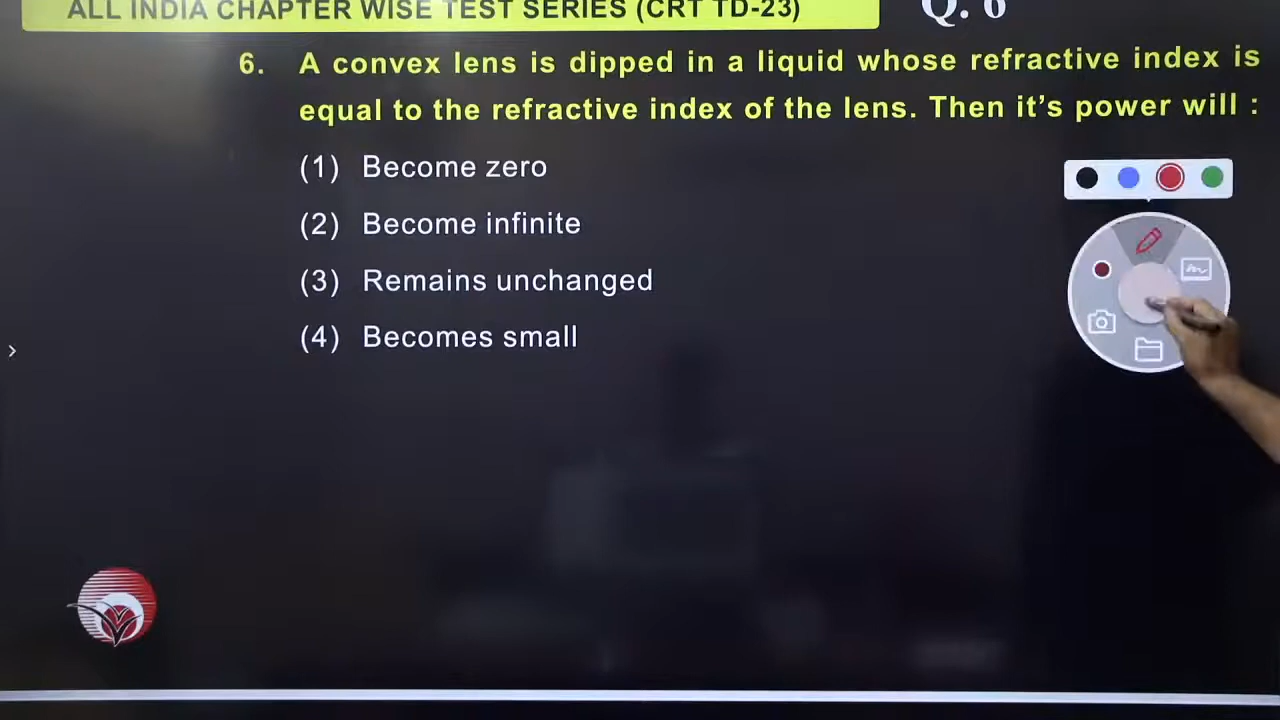 ALL INDIA CHAPTER WISE TEST SERIES (CRT TD-23) Q. 6
6. A convex lens is dipped in a liquid whose refractive index is
equal to the refractive index of the lens. Then it’s power will :
(1) Become zero
(2) Become infinite
(3) Remains unchanged
(4) Becomes small